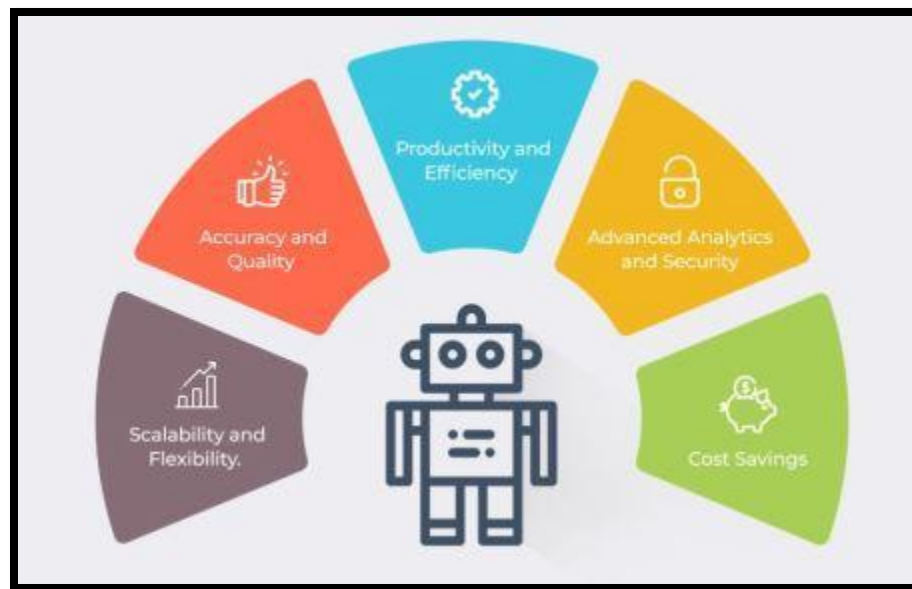 Productivity and
Efficiency
Accuracy and
Quality
Advanced Analytics
and Security
Scalability and
Flexibility.
$
Cost Savings